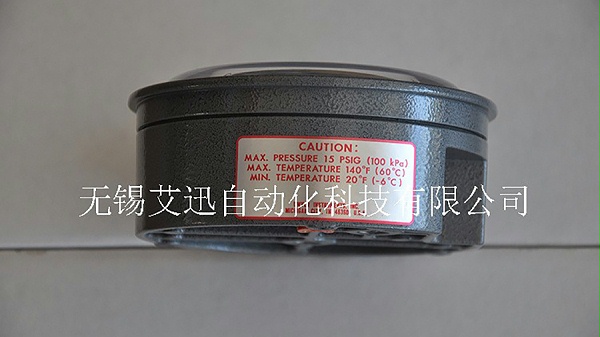 CAUTION:
MAX. PRESSURE 15 PSIG (100 kPa)
MAX. TEMPERATURE 140°F (60°C)
MIN. TEMPERATURE 20°F (-6°C)
无锡艾迅自动化科技有限公司